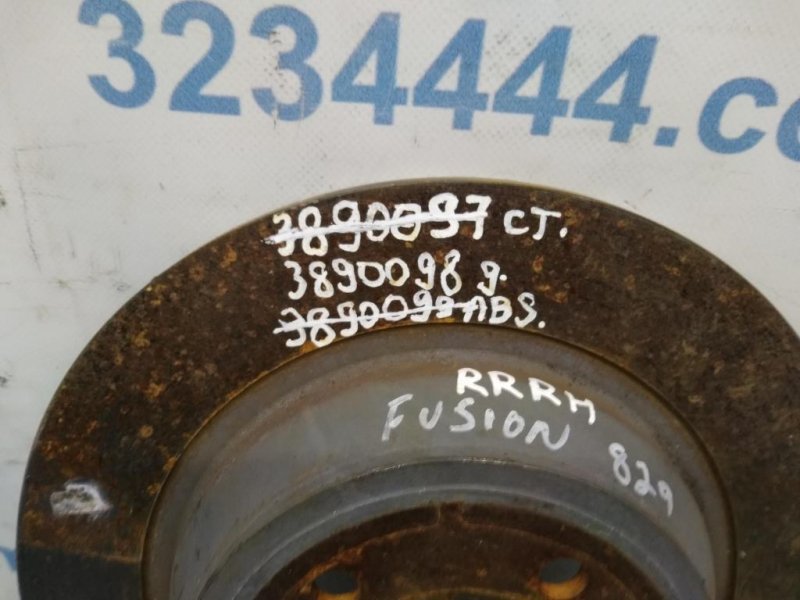 3234444.co
3890097 СТ.
3890098 g.
3890099 ABS.
RRRH
FUSION
829